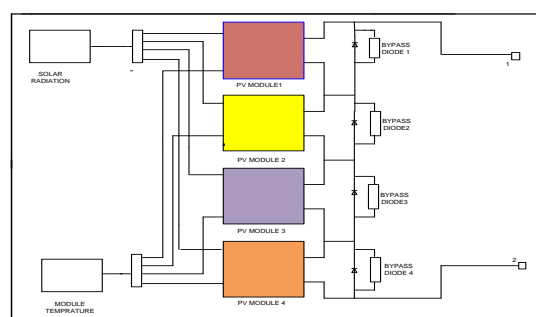 SOLAR
RADIATION
PV MODULE1
BYPASS
DIODE 1
1
PV MODULE 2
BYPASS
DIODE2
PV MODULE 3
BYPASS
DIODE3
MODULE
TEMPRATURE
PV MODULE 4
BYPASS
DIODE 4
2